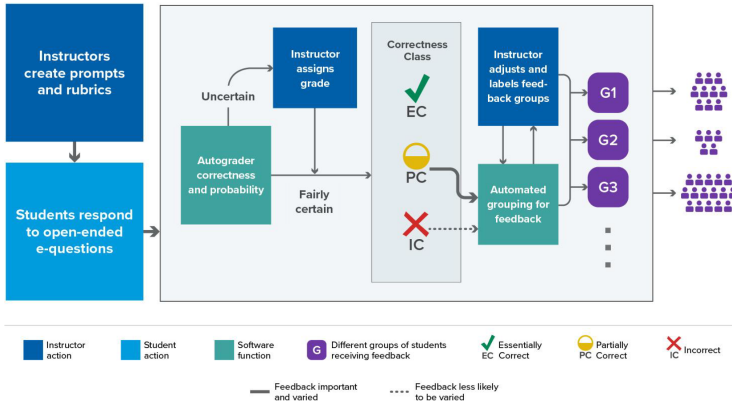 Instructors
create prompts
and rubrics
Students respond
to open-ended
e-questions
Uncertain
Instructor
assigns
grade
Autograder
correctness
and probability
Fairly
certain
Correctness
Class
EC
PC
IC
Instructor
adjusts and
labels feed-
back groups
Automated
grouping for
feedback
G1
G2
G3
Instructor
action
Student
action
Software
function
G
Different groups of students
receiving feedback
EC
Essentially
Correct
PC
Partially
Correct
IC
Incorrect
Feedback important
and varied
Feedback less likely
to be varied